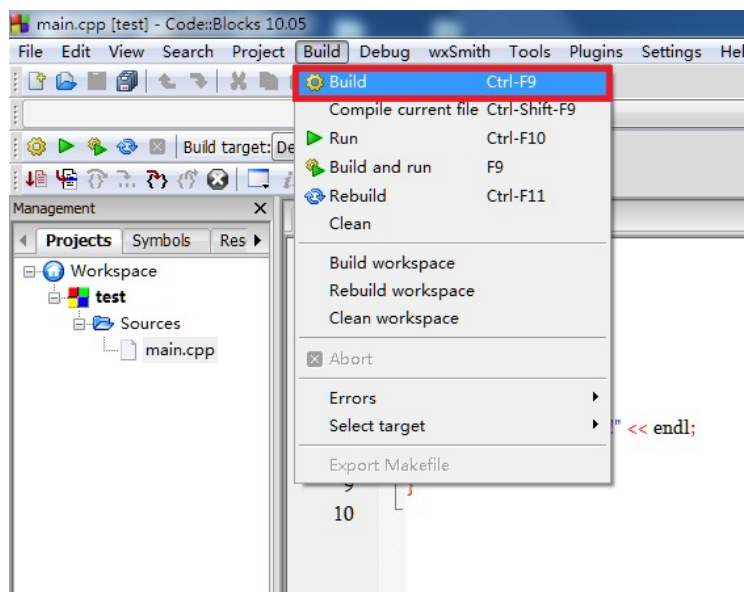 main.cpp [test] - Code::Blocks 10.05
File Edit View Search Project Build Debug wxSmith Tools Plugins Settings Hel
Build Ctrl-F9
Compile current file Ctrl-Shift-F9
Build target: De
Run Ctrl-F10
Build and run F9
Rebuild Ctrl-F11
Clean
Management
Projects Symbols Res
Build workspace
Rebuild workspace
Clean workspace
Workspace
test
Sources
main.cpp
Abort
Errors
Select target
" << endl;
Export Makefile
9 }
10